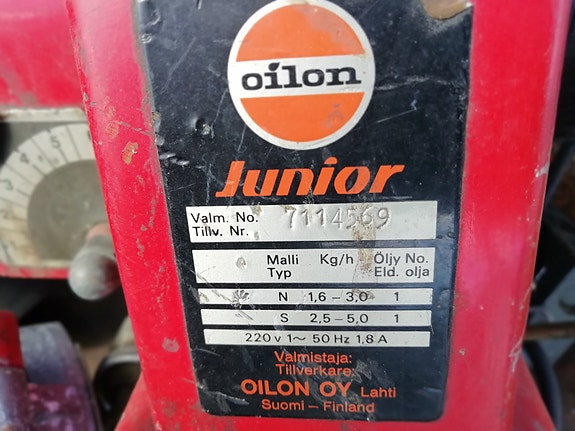 oilon
Junior
Valm. No. 7114569
Tillv. Nr.
Malli Kg/h Öljy No.
Typ Eld. olja
N 1,6 – 3,0 1
S 2,5 – 5,0 1
220 v 1~ 50 Hz 1,8 A
Valmistaja:
Tillverkare:
OILON OY Lahti
Suomi – Finland